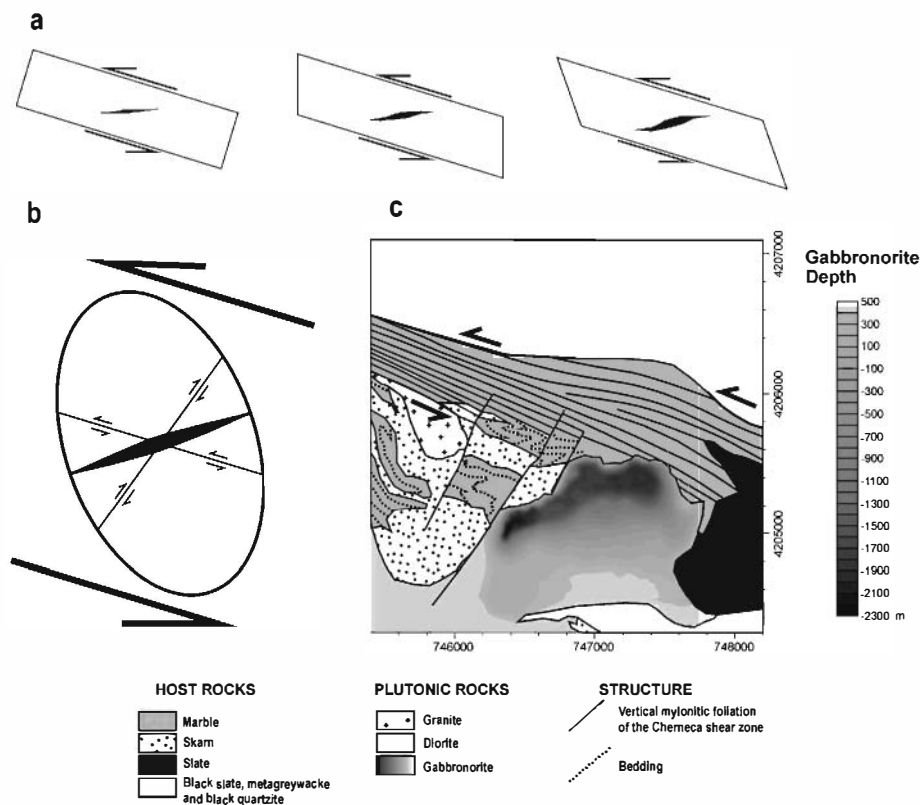 a
b
c
4207000
4206000
4205000
746000
747000
748000
Gabbronorite
Depth
500
300
100
-100
-300
-500
-700
-900
-1100
-1300
-1500
-1700
-1900
-2100
-2300 m
HOST ROCKS
Marble
Skarn
Slate
Black slate, metagreywacke
and black quartzite
PLUTONIC ROCKS
Granite
Diorite
Gabbronorite
STRUCTURE
Vertical mylonitic foliation
of the Cherneca shear zone
Bedding